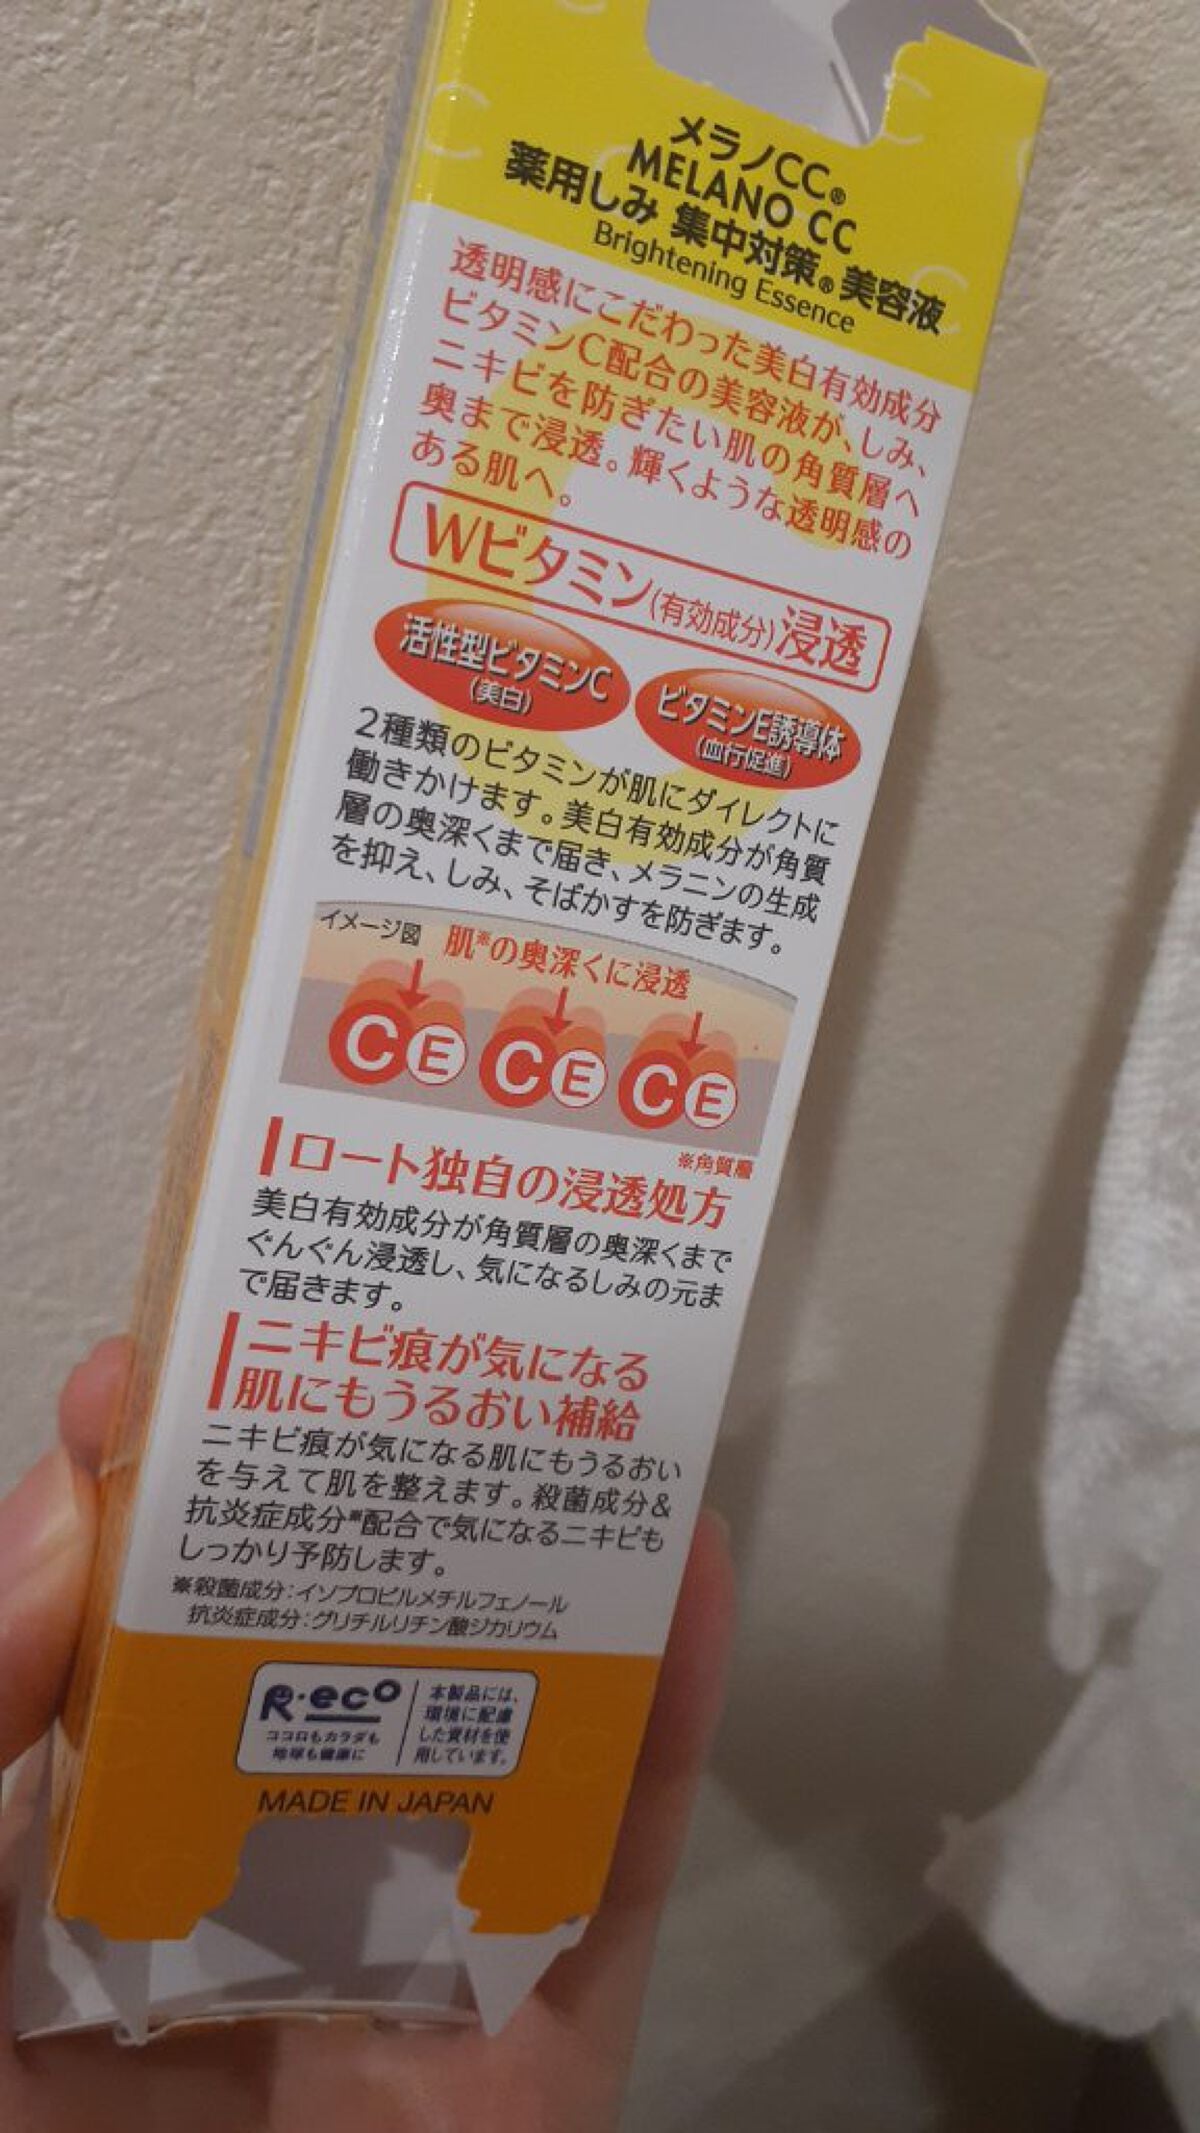 メラノCC®
MELANO CC
薬用しみ 集中対策®美容液
Brightening Essence
透明感にこだわった美白有効成分
ビタミンC配合の美容液が、しみ、
ニキビを防ぎたい肌の角質層へ
奥まで浸透。輝くような透明感の
ある肌へ。
Wビタミン(有効成分)浸透
活性型ビタミンC
(美白)
ビタミンE誘導体
(血行促進)
2種類のビタミンが肌にダイレクトに
働きかけます。美白有効成分が角質
層の奥深くまで届き、メラニンの生成
を抑え、しみ、そばかすを防ぎます。
イメージ図
肌※の奥深くに浸透
C E C E C E
※角質層
ロート独自の浸透処方
美白有効成分が角質層の奥深くまで
ぐんぐん浸透し、気になるしみの元ま
で届きます。
ニキビ痕が気になる
肌にもうるおい補給
ニキビ痕が気になる肌にもうるおい
を与えて肌を整えます。殺菌成分&
抗炎症成分※配合で気になるニキビも
しっかり予防します。
※殺菌成分:イソプロピルメチルフェノール
抗炎症成分:グリチルリチン酸ジカリウム
R・eco
ココロもカラダも
地球も健康に
本製品には、
環境に配慮
した資材を使
用しています。
MADE IN JAPAN